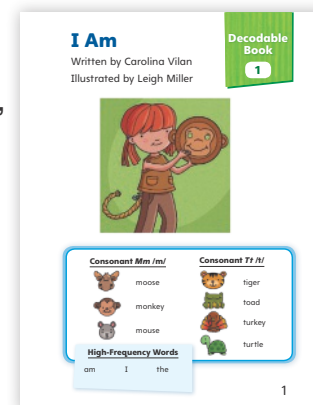 I Am
Written by Carolina Vilan
Illustrated by Leigh Miller
Decodable
Book
1
Consonant Mm /m/
moose
monkey
mouse
Consonant Tt /t/
tiger
toad
turkey
turtle
High-Frequency Words
am I the
1